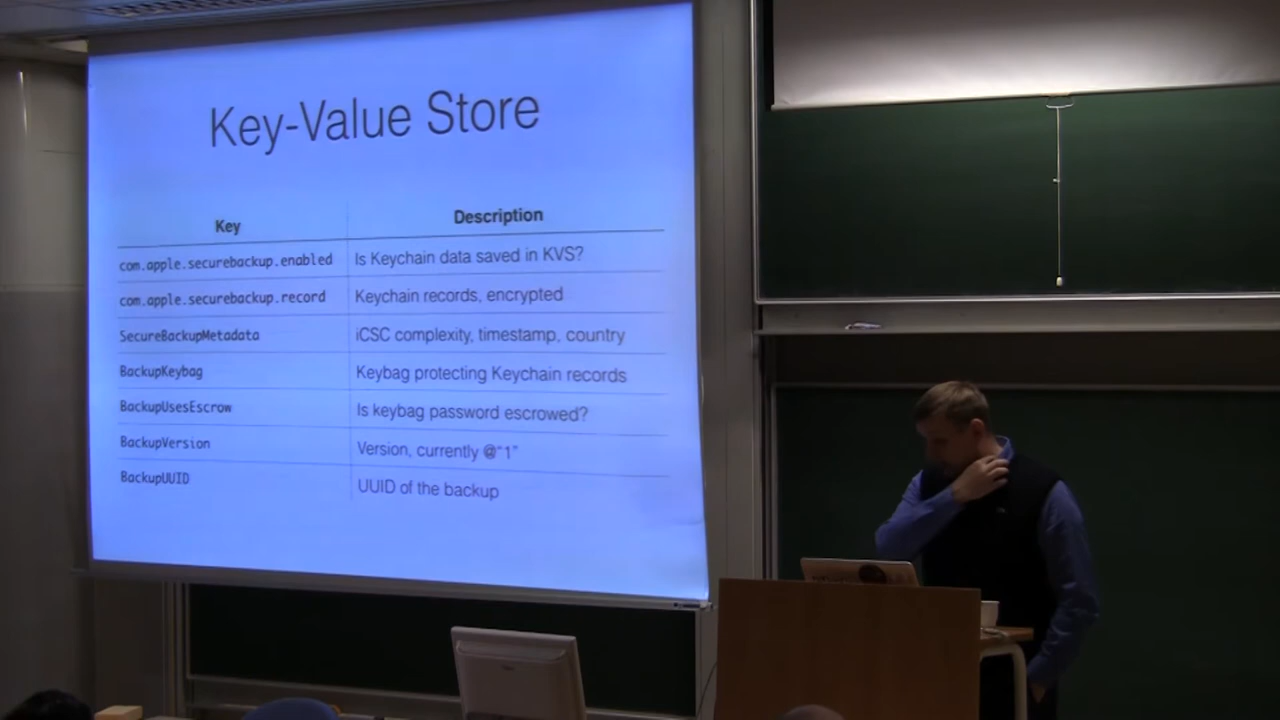 Key-Value Store
Key Description
com.apple.securebackup.enabled Is Keychain data saved in KVS?
com.apple.securebackup.record Keychain records, encrypted
SecureBackupMetadata iCSC complexity, timestamp, country
BackupKeybag Keybag protecting Keychain records
BackupUsesEscrow Is keybag password escrowed?
BackupVersion Version, currently @"1"
BackupUUID UUID of the backup